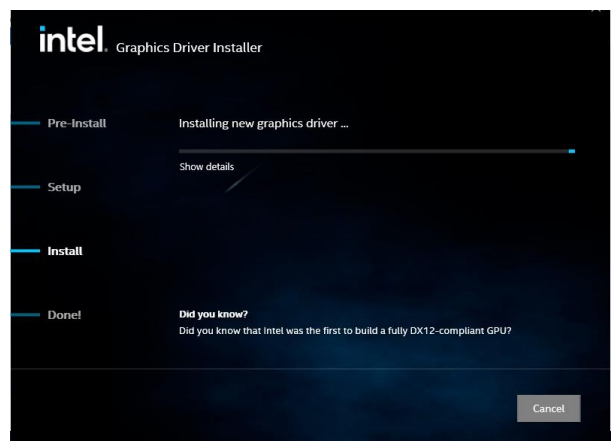 intel. Graphics Driver Installer
Pre-Install
Installing new graphics driver ...
Show details
Setup
Install
Done!
Did you know?
Did you know that Intel was the first to build a fully DX12-compliant GPU?
Cancel